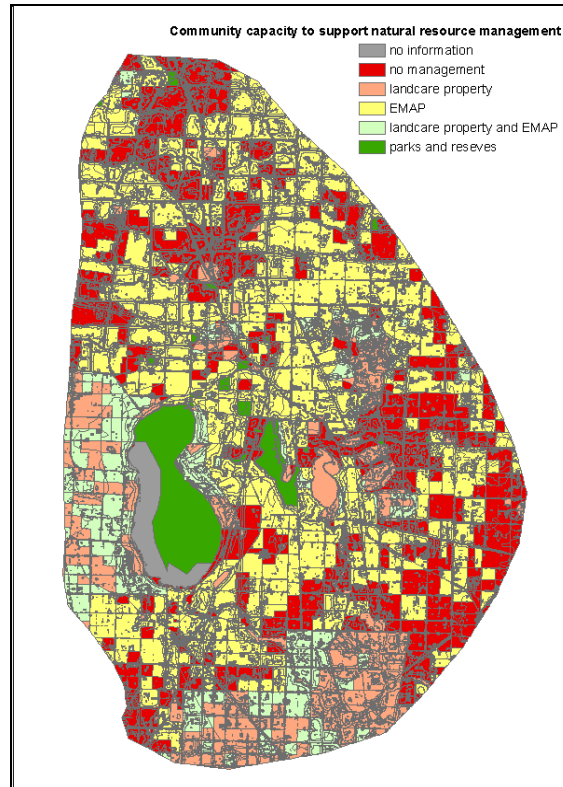 Community capacity to support natural resource management
no information
no management
landcare property
EMAP
landcare property and EMAP
parks and reseves